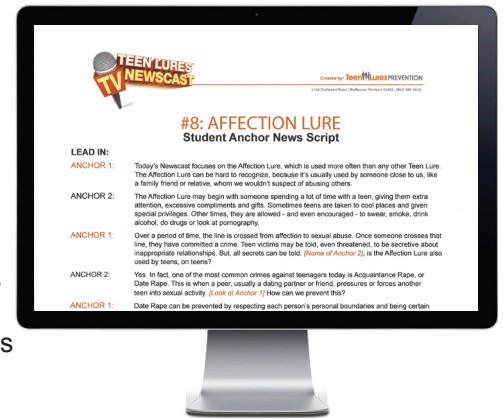 TEEN LURES
TV NEWSCAST
Created by: Teen Lures PREVENTION
#8: AFFECTION LURE
Student Anchor News Script
LEAD IN:
ANCHOR 1: Today's Newscast focuses on the Affection Lure, which is used more often than any other Teen Lure.
The Affection Lure can be hard to recognize, because it's usually used by someone close to us, like
a family friend or relative, whom we wouldn't suspect of abusing others.
ANCHOR 2: The Affection Lure may begin with someone spending a lot of time with a teen, giving them extra
attention, excessive compliments and gifts. Sometimes teens are taken to cool places and given
special privileges. Other times, they are allowed - and even encouraged - to swear, smoke, drink
alcohol, do drugs or look at pornography.
ANCHOR 1: Over a period of time, the line is crossed from affection to sexual abuse. Once someone crosses that
line, they have committed a crime. Teen victims may be told, even threatened, to be secretive about
inappropriate relationships. But, all secrets can be told. [Name of Anchor 2], is the Affection Lure also
used by teens, on teens?
ANCHOR 2: Yes. In fact, one of the most common crimes against teenagers today is Acquaintance Rape, or
Date Rape. This is when a peer, usually a dating partner or friend, pressures or forces another
teen into sexual activity. [Look at Anchor 1] How can we prevent this?
ANCHOR 1: Date Rape can be prevented by respecting each person's personal boundaries and being certain
s